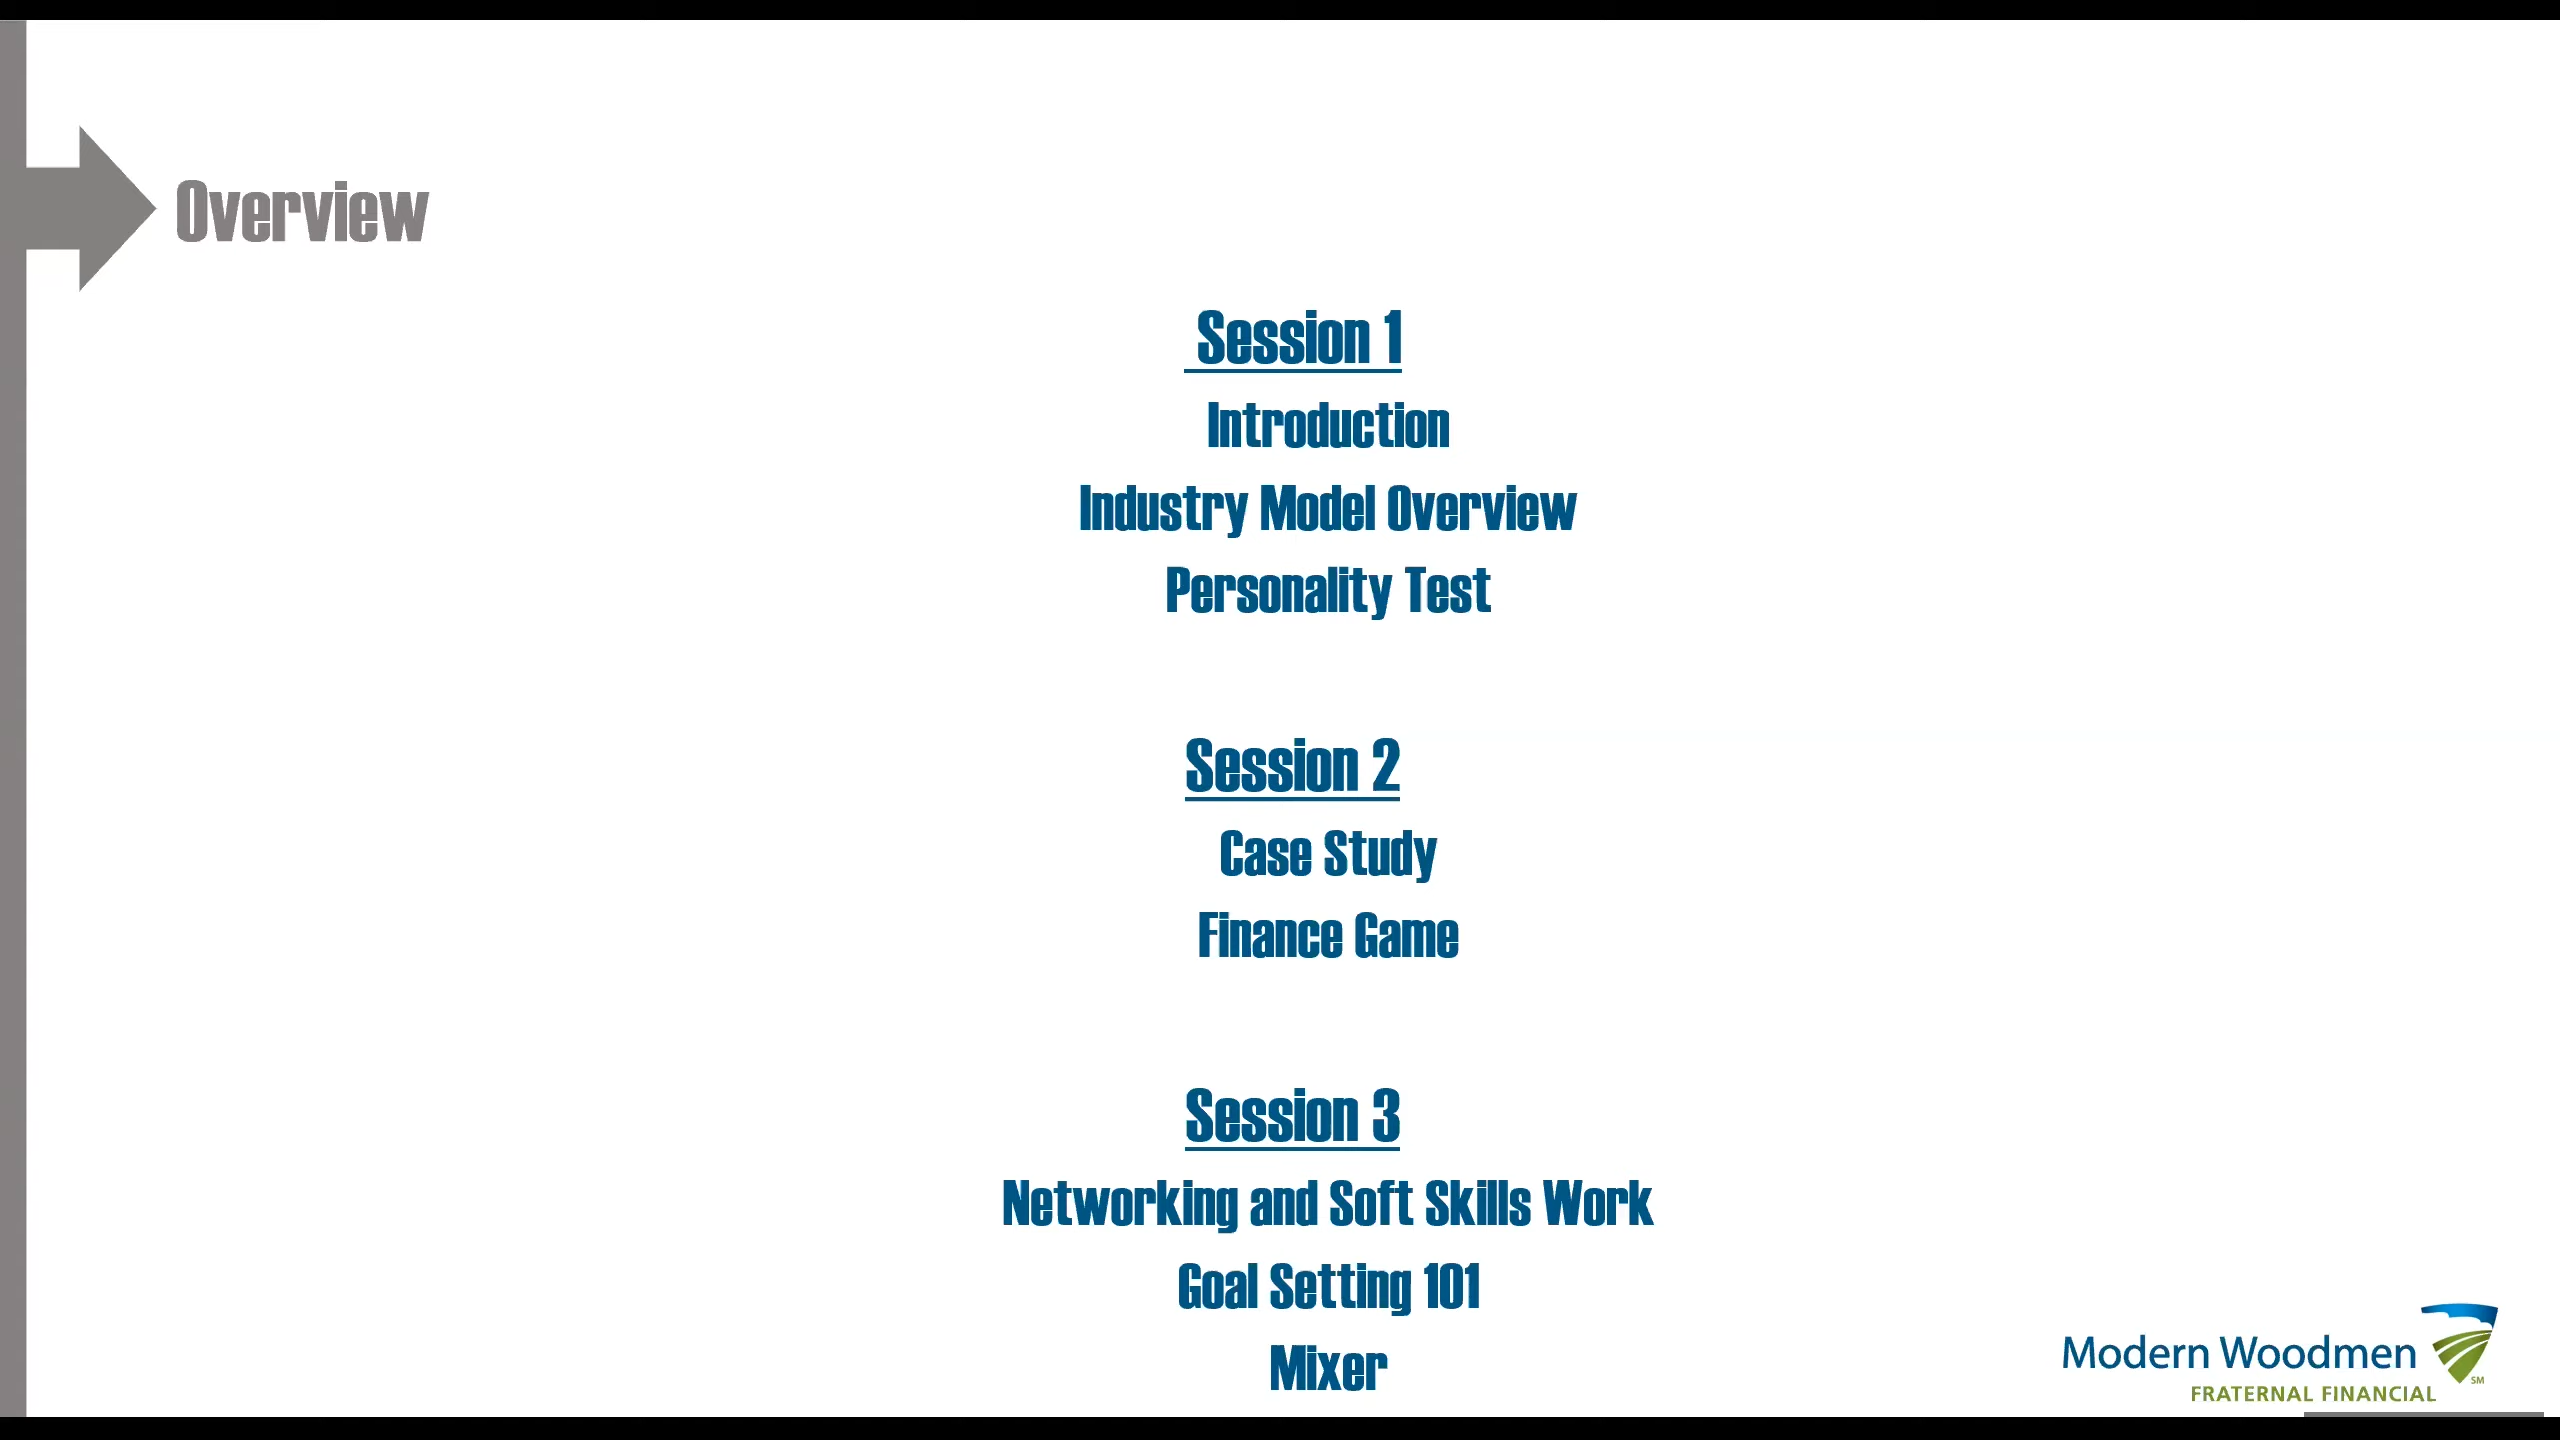 Overview
Session 1
Introduction
Industry Model Overview
Personality Test
Session 2
Case Study
Finance Game
Session 3
Networking and Soft Skills Work
Goal Setting 101
Mixer
Modern Woodmen
SM
FRATERNAL FINANCIAL